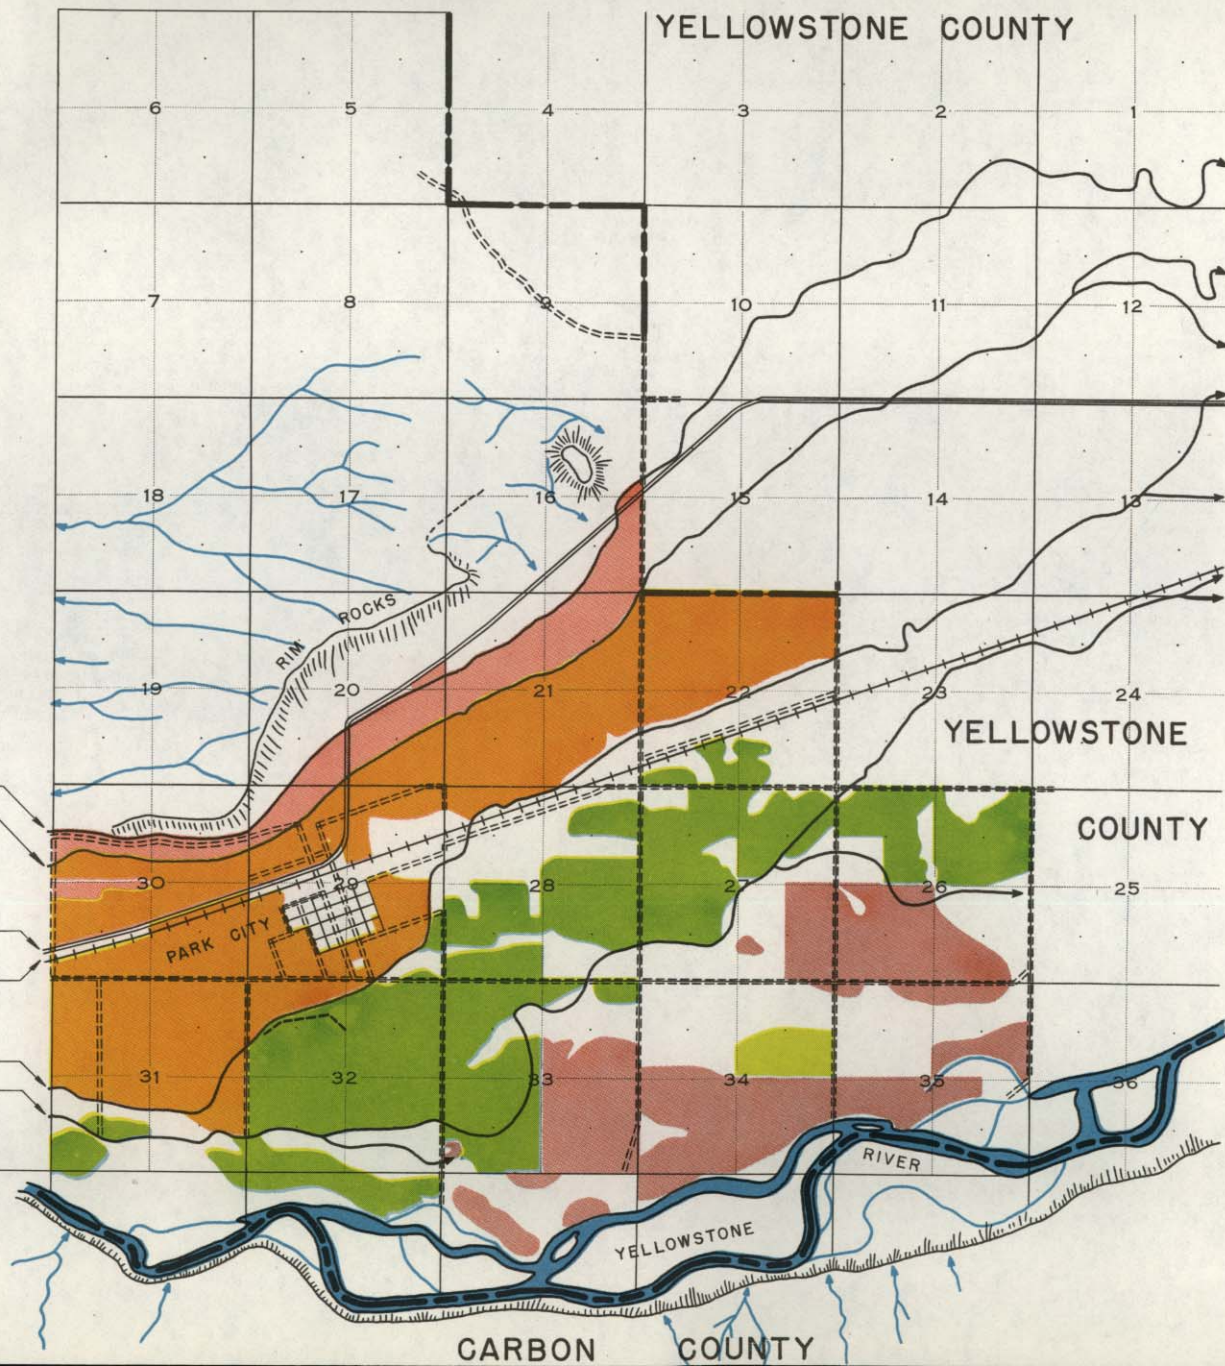 YELLOWSTONE COUNTY
6 5 4 3 2 1
7 8 9 10 11 12
18 17 16 15 14 13
RIM ROCKS
19 20 21 22 23 24
YELLOWSTONE
COUNTY
30 29 28 27 26 25
PARK CITY
31 32 33 34 35 36
RIVER
YELLOWSTONE
CARBON COUNTY